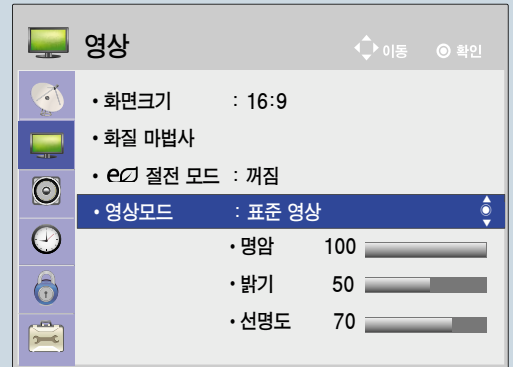 영상 이동 확인
• 화면크기 : 16:9
• 화질 마법사
• eco 절전 모드 : 꺼짐
• 영상모드 : 표준 영상
• 명암 100
• 밝기 50
• 선명도 70